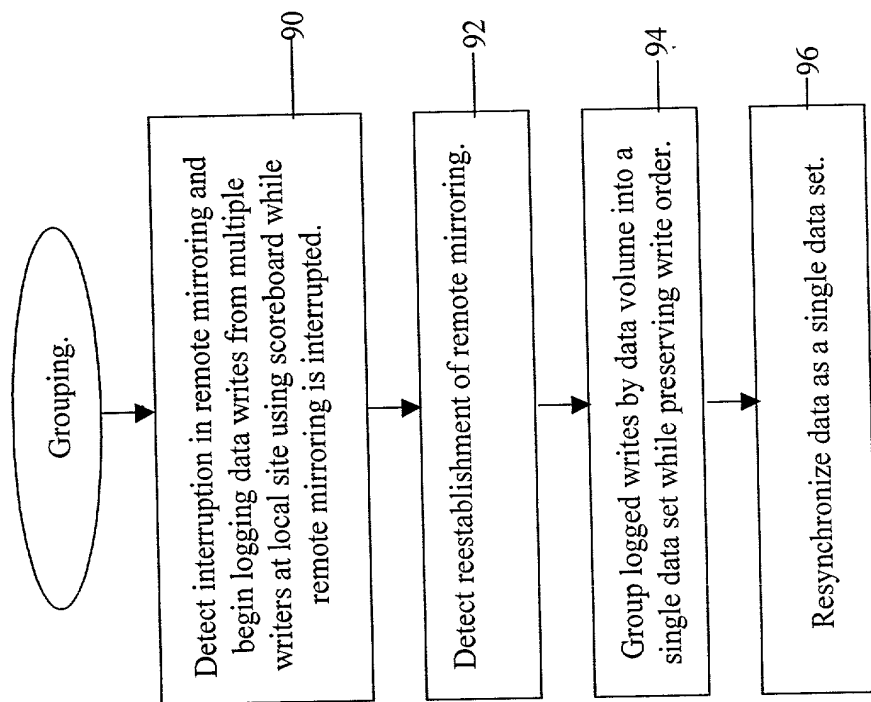 Grouping.
Detect interruption in remote mirroring and
begin logging data writes from multiple
writers at local site using scoreboard while
remote mirroring is interrupted.
90
Detect reestablishment of remote mirroring.
92
Group logged writes by data volume into a
single data set while preserving write order.
94
Resynchronize data as a single data set.
96